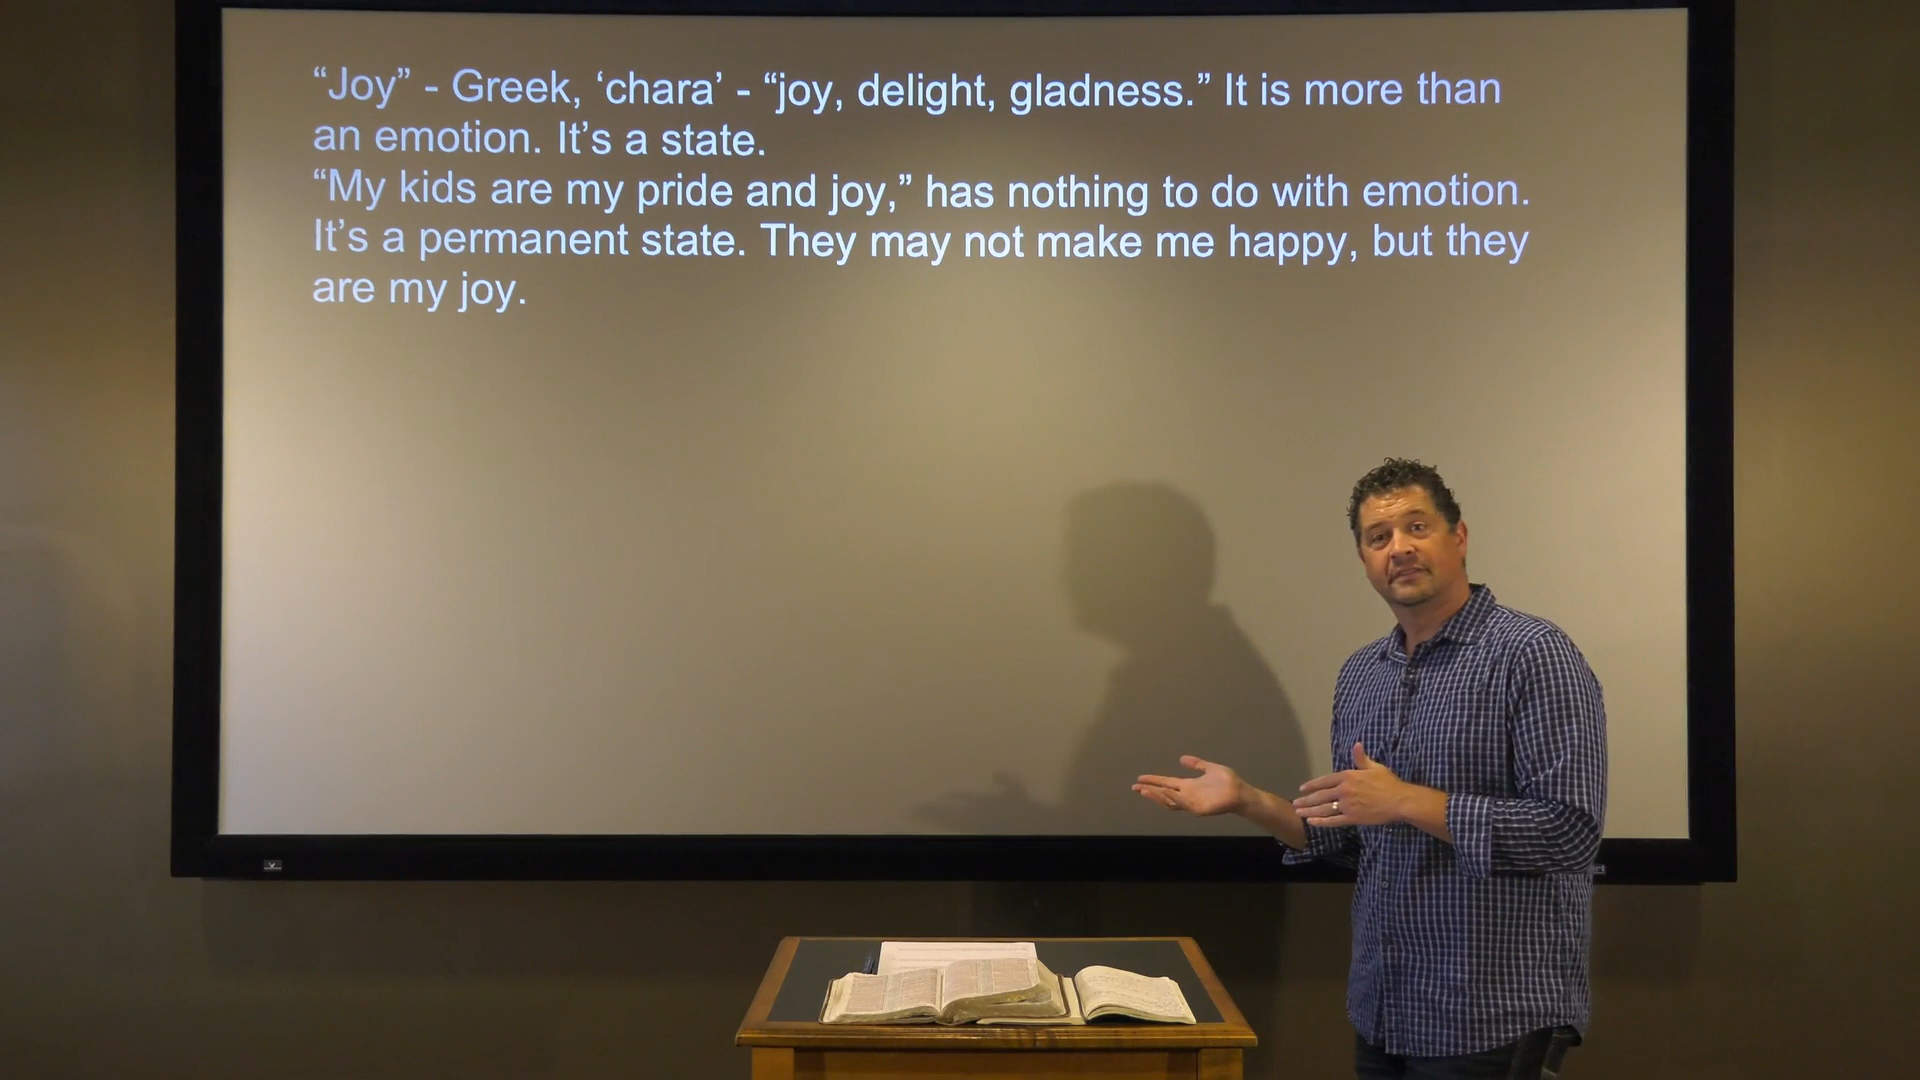 “Joy” - Greek, ‘chara’ - “joy, delight, gladness.” It is more than
an emotion. It’s a state.
“My kids are my pride and joy,” has nothing to do with emotion.
It’s a permanent state. They may not make me happy, but they
are my joy.